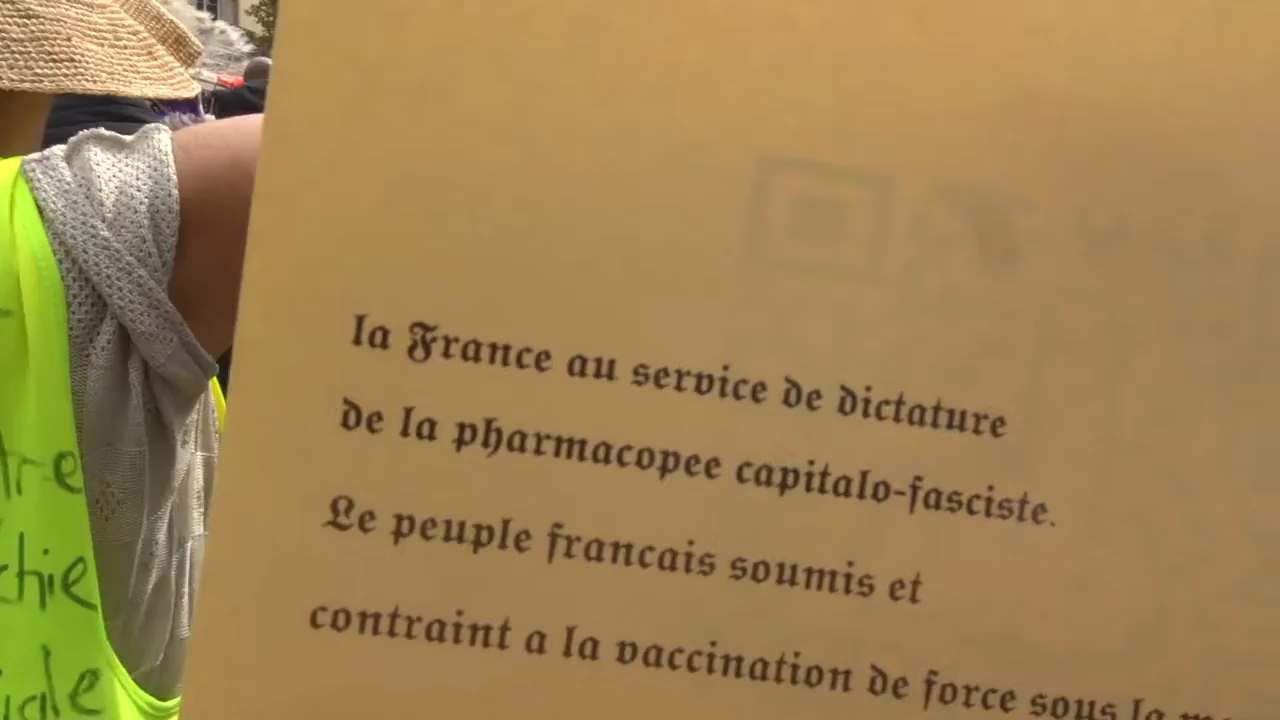 la France au service de dictature
de la pharmacopee capitalo-fasciste.
Le peuple francais soumis et
contraint a la vaccination de force sous la